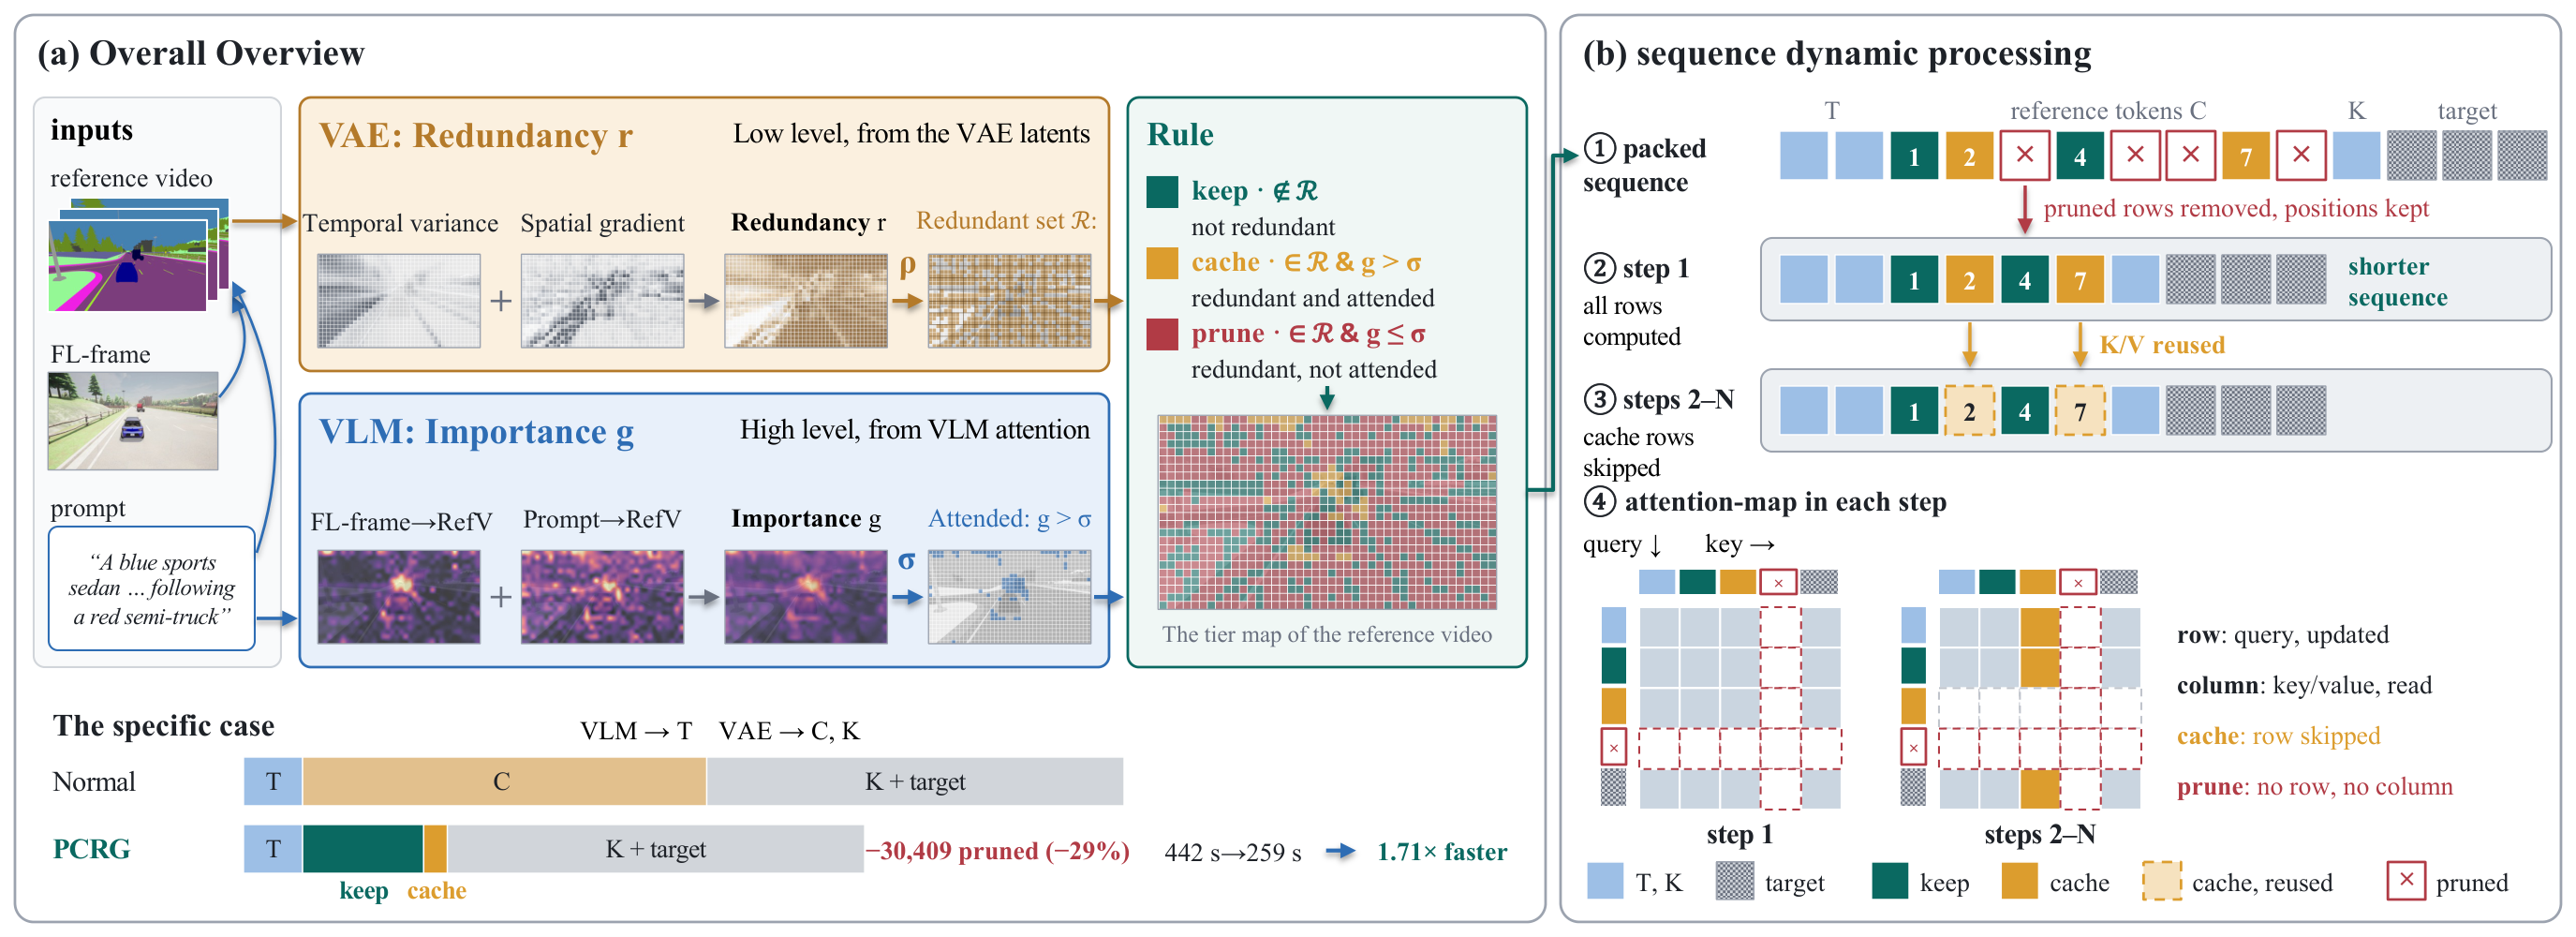 (a) Overall Overview
inputs
reference video
FL-frame
prompt
“A blue sports
sedan ... following
a red semi-truck”
VAE: Redundancy r
Low level, from the VAE latents
Temporal variance
+
Spatial gradient
Redundancy r
ρ
Redundant set ℛ:
VLM: Importance g
High level, from VLM attention
FL-frame→RefV
+
Prompt→RefV
Importance g
σ
Attended: g > σ
Rule
keep · ∉ ℛ
not redundant
cache · ∈ ℛ & g > σ
redundant and attended
prune · ∈ ℛ & g ≤ σ
redundant, not attended
The tier map of the reference video
The specific case
VLM → T VAE → C, K
Normal
T C K + target
PCRG
T K + target
−30,409 pruned (−29%) 442 s→259 s → 1.71× faster
keep cache
(b) sequence dynamic processing
T reference tokens C K target
① packed
sequence
1 2 × 4 × × 7 ×
pruned rows removed, positions kept
② step 1
all rows
computed
1 2 4 7
shorter
sequence
K/V reused
③ steps 2–N
cache rows
skipped
1 2 4 7
④ attention-map in each step
query ↓ key →
× ×
× ×
row: query, updated
column: key/value, read
cache: row skipped
prune: no row, no column
step 1 steps 2–N
T, K target keep cache cache, reused × pruned